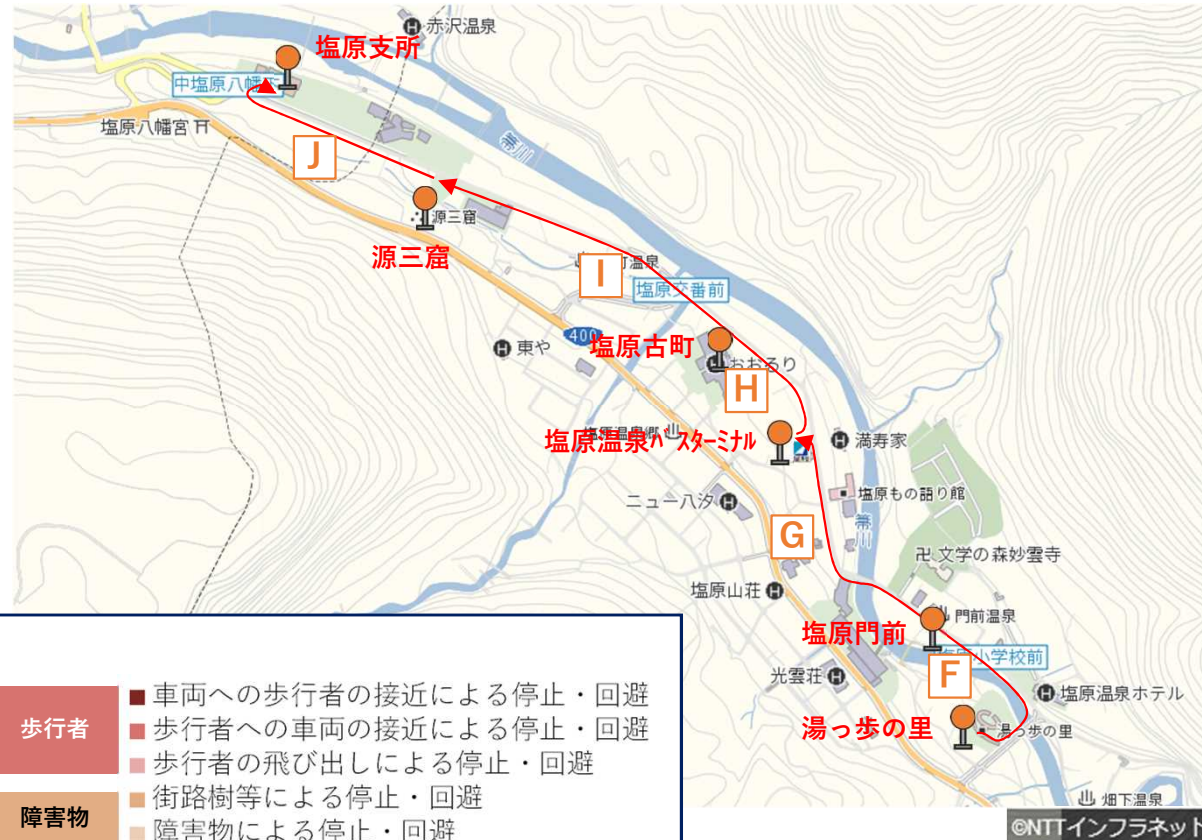 赤沢温泉
塩原支所
中塩原八幡
塩原八幡宮
箒川
J
源三窟
源三窟
町温泉
I
塩原交番前
400
東や
塩原古町
おおるり
H
塩原温泉郷
塩原温泉ﾊﾞｽﾀｰﾐﾅﾙ
満寿家
塩原もの語り館
ニュー八汐
箒川
G
文学の森妙雲寺
塩原山荘
門前温泉
塩原門前
小学校前
F
光雲荘
塩原温泉ホテル
湯っ歩の里
湯っ歩の里
畑下温泉
©NTTインフラネット
歩行者
■車両への歩行者の接近による停止・回避
■歩行者への車両の接近による停止・回避
■歩行者の飛び出しによる停止・回避
障害物
■街路樹等による停止・回避
■障害物による停止・回避